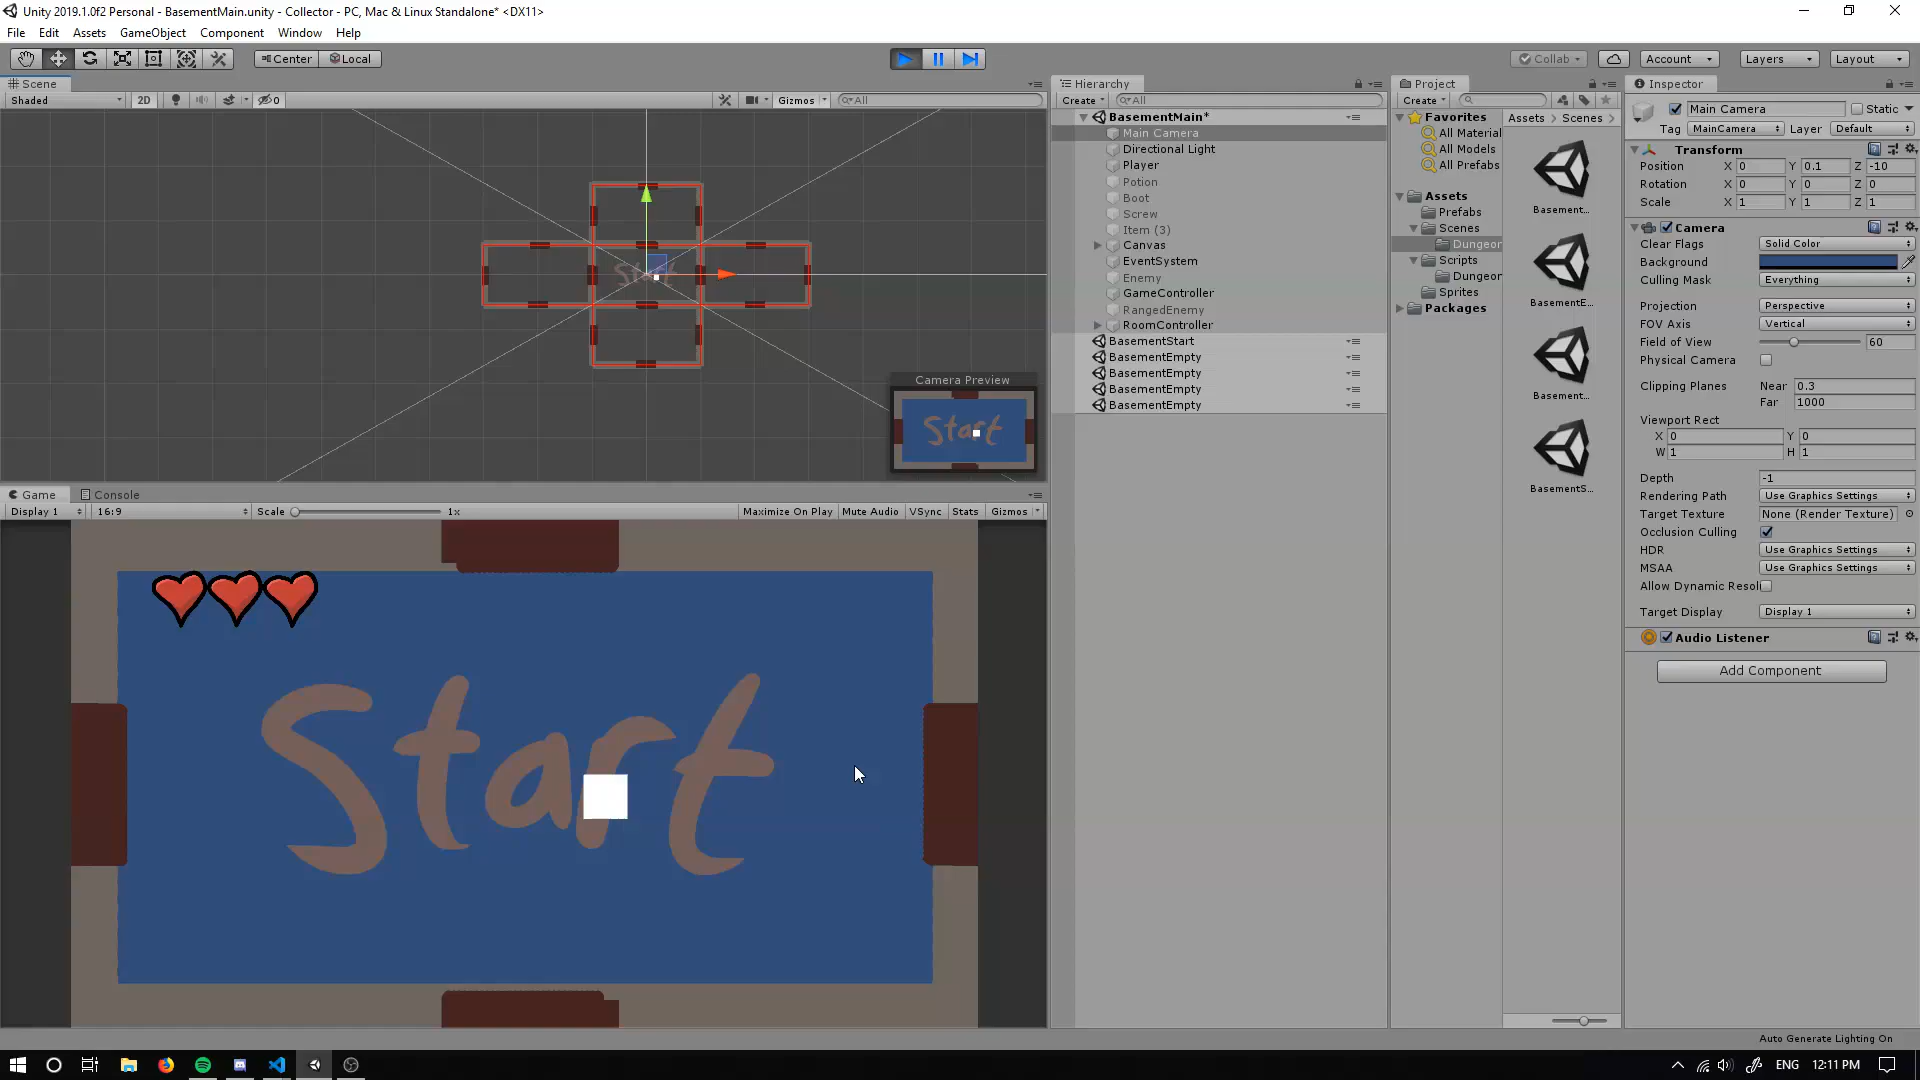 Unity 2019.1.0f2 Personal - BasementMain.unity - Collector - PC, Mac & Linux Standalone* <DX11>
File Edit Assets GameObject Component Window Help
Center Local
Collab Account Layers Layout
Scene
Shaded 2D 0 Gizmos All
Start
Camera Preview
Start
Game Console
Display 1 16:9 Scale 1x Maximize On Play Mute Audio VSync Stats Gizmos
Start
Hierarchy
Create All
BasementMain*
Main Camera
Directional Light
Player
Potion
Boot
Screw
Item (3)
Canvas
EventSystem
Enemy
GameController
RangedEnemy
RoomController
BasementStart
BasementEmpty
BasementEmpty
BasementEmpty
BasementEmpty
Project
Create
Favorites
All Material
All Models
All Prefabs
Assets
Prefabs
Scenes
Dungeor
Scripts
Dungeor
Sprites
Packages
Assets Scenes
Basement...
BasementE...
Basement...
BasementS...
Inspector
Main Camera Static
Tag MainCamera Layer Default
Transform
Position X 0 Y 0.1 Z -10
Rotation X 0 Y 0 Z 0
Scale X 1 Y 1 Z 1
Camera
Clear Flags Solid Color
Background
Culling Mask Everything
Projection Perspective
FOV Axis Vertical
Field of View 60
Physical Camera
Clipping Planes Near 0.3
Far 1000
Viewport Rect
X 0 Y 0
W 1 H 1
Depth -1
Rendering Path Use Graphics Settings
Target Texture None (Render Texture)
Occlusion Culling
HDR Use Graphics Settings
MSAA Use Graphics Settings
Allow Dynamic Resol
Target Display Display 1
Audio Listener
Add Component
Auto Generate Lighting On
ENG 12:11 PM